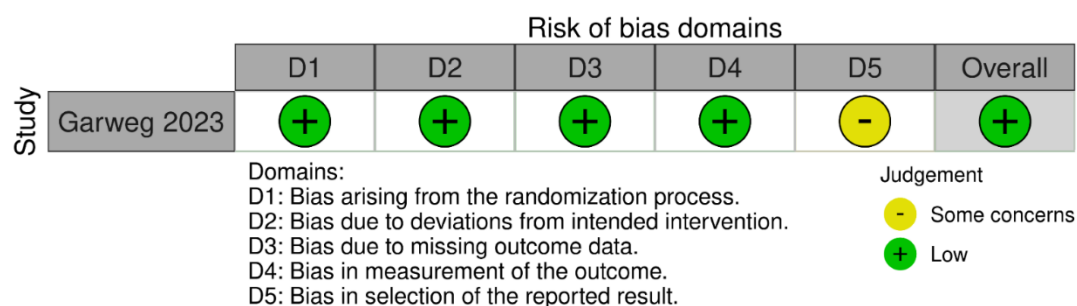 Risk of bias domains
D1 D2 D3 D4 D5 Overall
Study
Garweg 2023 + + + + - +
Domains:
D1: Bias arising from the randomization process.
D2: Bias due to deviations from intended intervention.
D3: Bias due to missing outcome data.
D4: Bias in measurement of the outcome.
D5: Bias in selection of the reported result.
Judgement
- Some concerns
+ Low